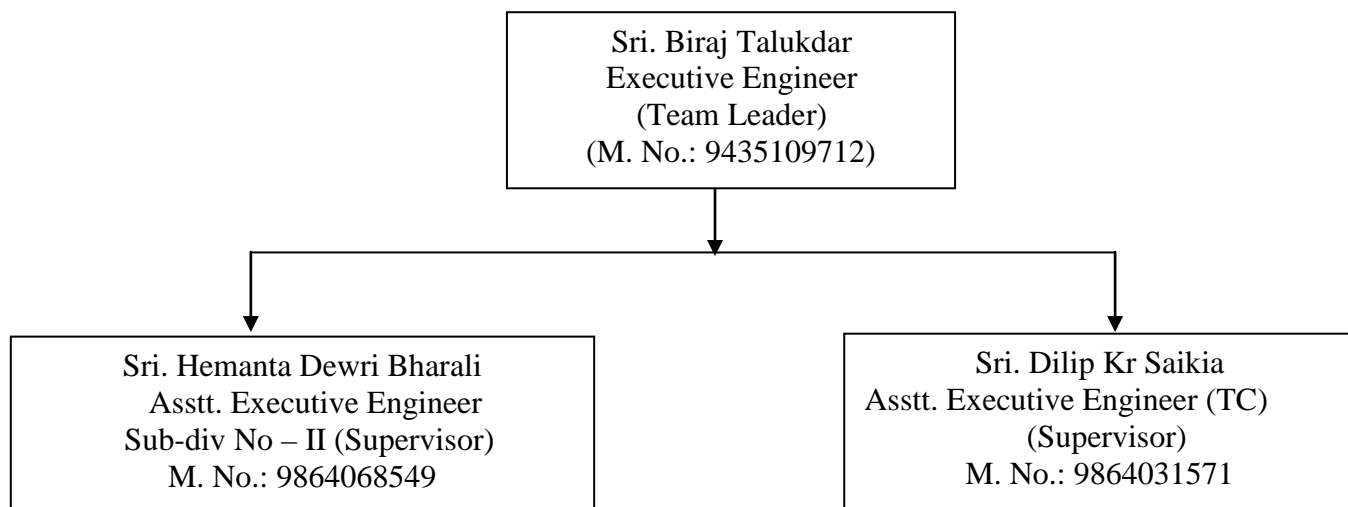 Sri. Biraj Talukdar
Executive Engineer
(Team Leader)
(M. No.: 9435109712)
Sri. Hemanta Dewri Bharali
Asstt. Executive Engineer
Sub-div No – II (Supervisor)
M. No.: 9864068549
Sri. Dilip Kr Saikia
Asstt. Executive Engineer (TC)
(Supervisor)
M. No.: 9864031571